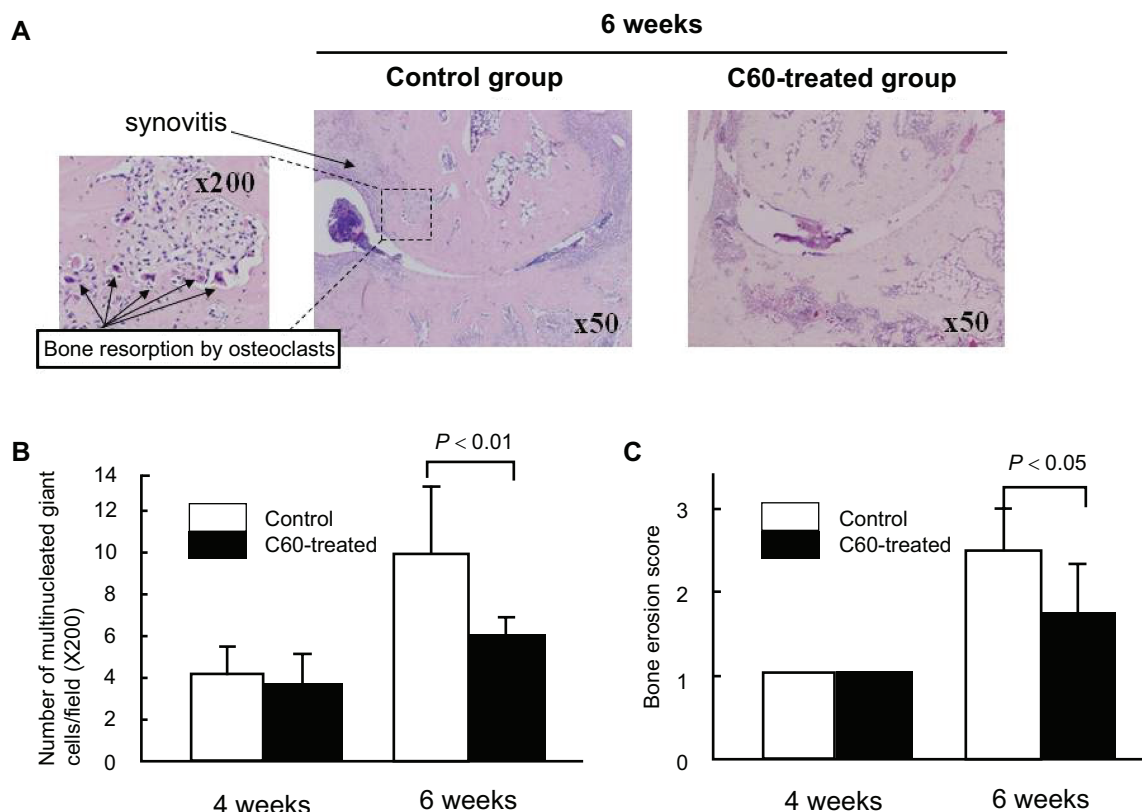 A
6 weeks
Control group
C60-treated group
synovitis
x200
x50
x50
Bone resorption by osteoclasts
B
Number of multinucleated giant
cells/field (X200)
14
12
10
8
6
4
2
0
Control
C60-treated
P < 0.01
4 weeks
6 weeks
C
Bone erosion score
3
2
1
0
Control
C60-treated
P < 0.05
4 weeks
6 weeks